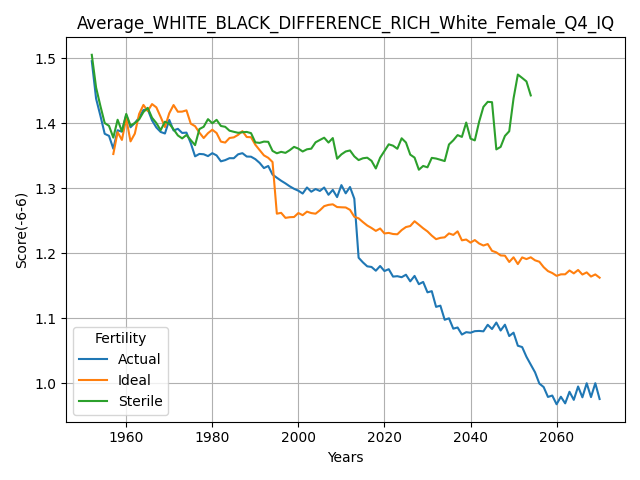 Average_WHITE_BLACK_DIFFERENCE_RICH_White_Female_Q4_IQ
1.5
1.4
1.3
1.2
1.1
1.0
Score(-6-6)
Fertility
Actual
Ideal
Sterile
1960 1980 2000 2020 2040 2060
Years